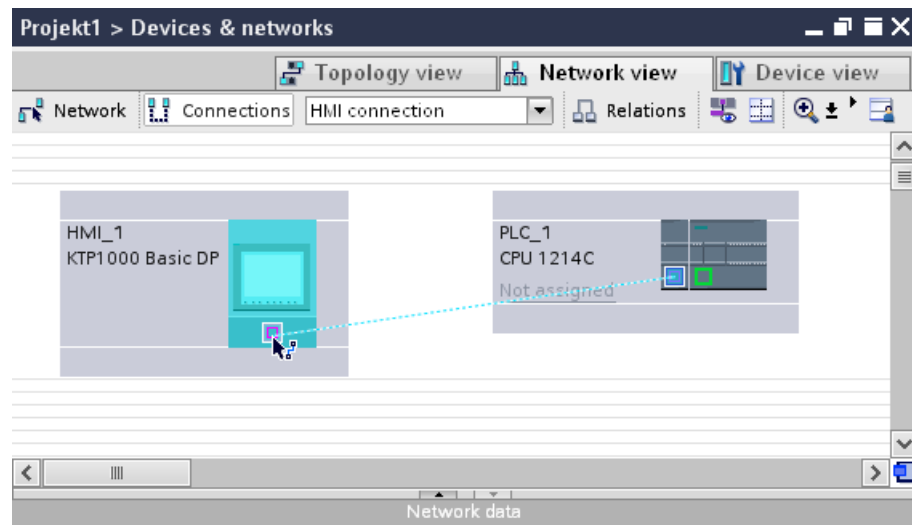 Projekt1 > Devices & networks
Topology view
Network view
Device view
Network
Connections
HMI connection
Relations
HMI_1
KTP1000 Basic DP
PLC_1
CPU 1214C
Not assigned
Network data